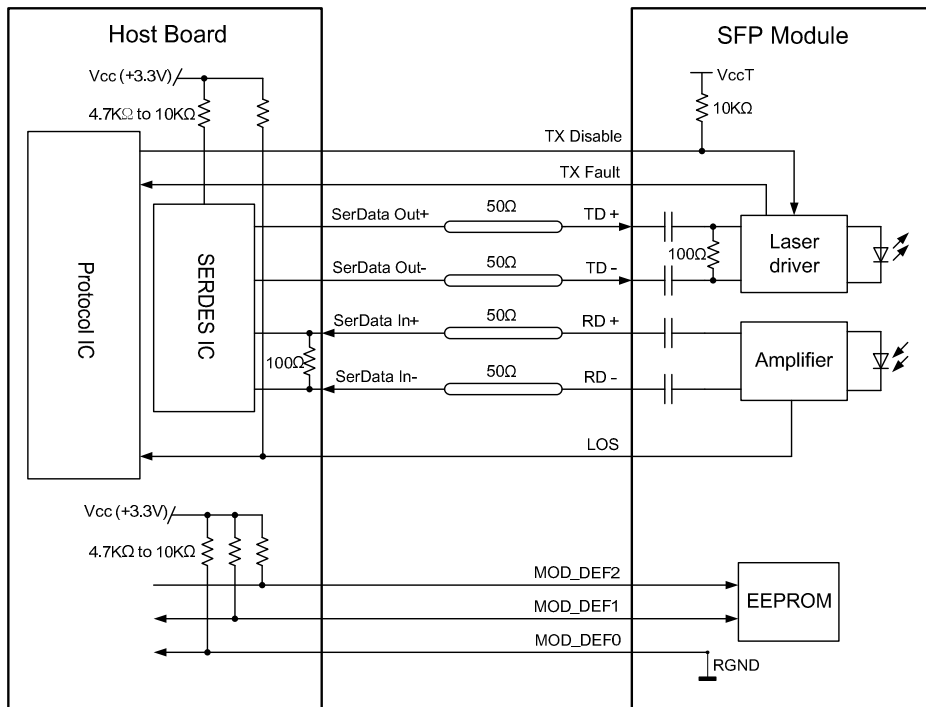 Host Board
SFP Module
Vcc (+3.3V)
VccT
4.7KΩ to 10KΩ
10KΩ
TX Disable
TX Fault
Protocol IC
SERDES IC
SerData Out+
50Ω
TD +
100Ω
Laser
driver
SerData Out-
50Ω
TD -
SerData In+
50Ω
RD +
100Ω
Amplifier
SerData In-
50Ω
RD -
LOS
Vcc (+3.3V)
4.7KΩ to 10KΩ
MOD_DEF2
EEPROM
MOD_DEF1
MOD_DEF0
RGND